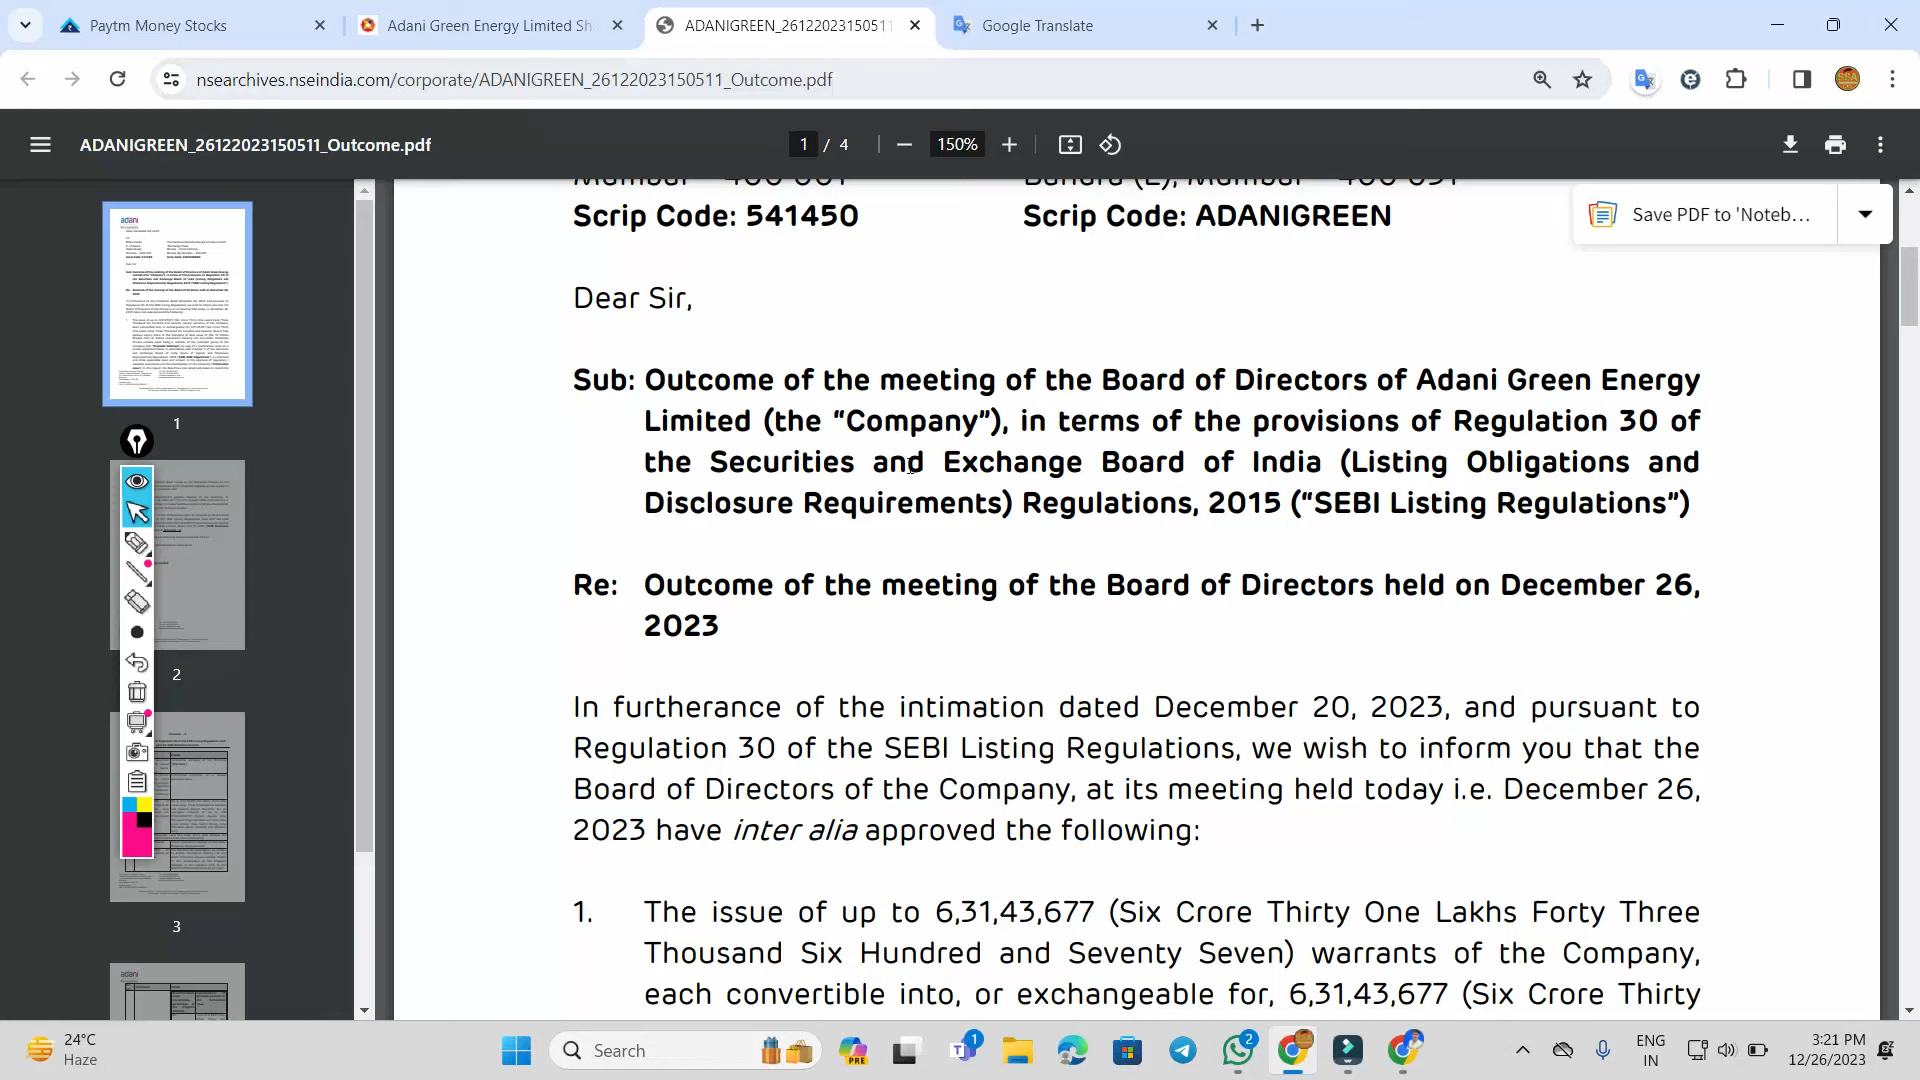 Paytm Money Stocks
Adani Green Energy Limited Sh
ADANIGREEN_26122023150511
Google Translate
nsearchives.nseindia.com/corporate/ADANIGREEN_26122023150511_Outcome.pdf
ADANIGREEN_26122023150511_Outcome.pdf
1 / 4
150%
Save PDF to 'Noteb...
Scrip Code: 541450 Scrip Code: ADANIGREEN
Dear Sir,
Sub: Outcome of the meeting of the Board of Directors of Adani Green Energy
Limited (the "Company"), in terms of the provisions of Regulation 30 of
the Securities and Exchange Board of India (Listing Obligations and
Disclosure Requirements) Regulations, 2015 ("SEBI Listing Regulations")
Re: Outcome of the meeting of the Board of Directors held on December 26,
2023
In furtherance of the intimation dated December 20, 2023, and pursuant to
Regulation 30 of the SEBI Listing Regulations, we wish to inform you that the
Board of Directors of the Company, at its meeting held today i.e. December 26,
2023 have inter alia approved the following:
1. The issue of up to 6,31,43,677 (Six Crore Thirty One Lakhs Forty Three
Thousand Six Hundred and Seventy Seven) warrants of the Company,
each convertible into, or exchangeable for, 6,31,43,677 (Six Crore Thirty
adani
1
2
3
adani
24°C
Haze
Search
PRE
1
2
ENG
IN
3:21 PM
12/26/2023